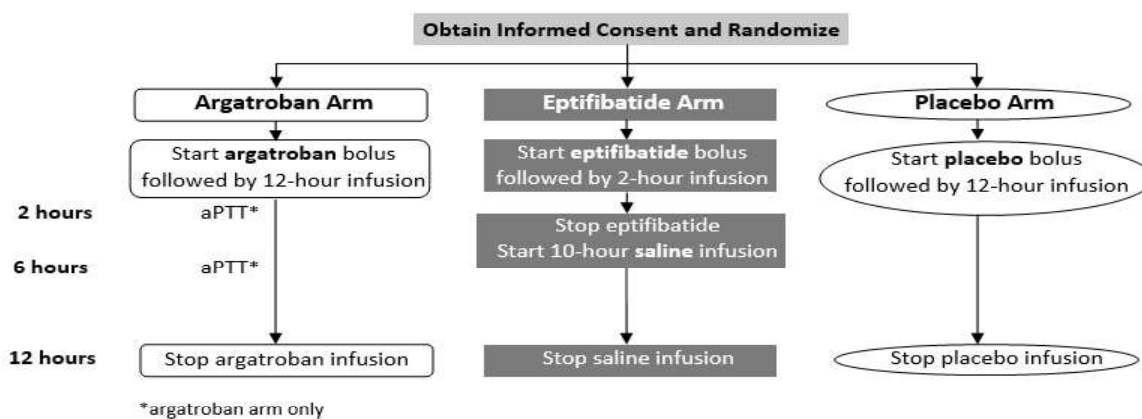 Obtain Informed Consent and Randomize
Argatroban Arm
Eptifibatide Arm
Placebo Arm
Start argatroban bolus
followed by 12-hour infusion
Start eptifibatide bolus
followed by 2-hour infusion
Start placebo bolus
followed by 12-hour infusion
2 hours
aPTT*
Stop eptifibatide
Start 10-hour saline infusion
6 hours
aPTT*
12 hours
Stop argatroban infusion
Stop saline infusion
Stop placebo infusion
*argatroban arm only